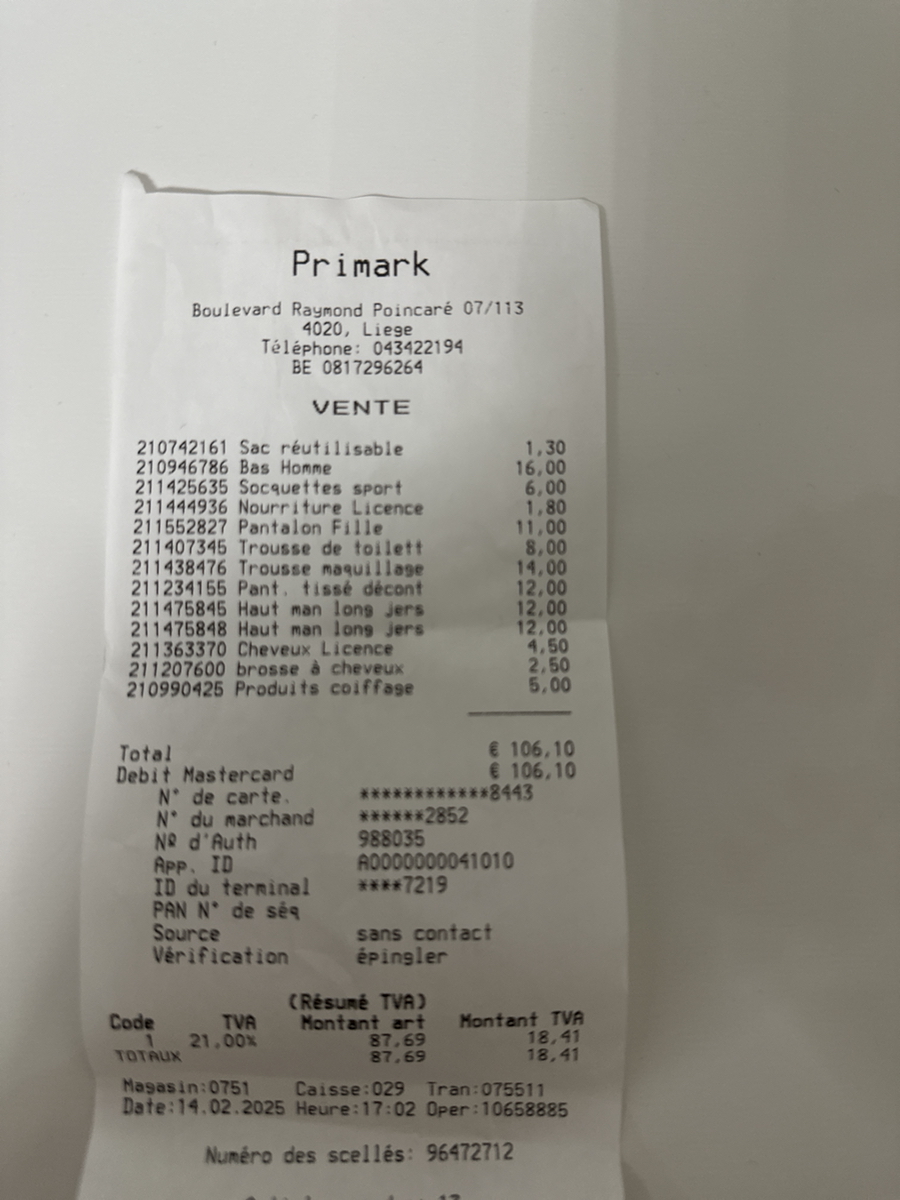 Primark
Boulevard Raymond Poincaré 07/113
4020, Liege
Téléphone: 043422194
BE 0817296264
VENTE
210742161 Sac réutilisable 1,30
210946786 Bas Homme 16,00
211425635 Socquettes sport 6,00
211444936 Nourriture Licence 1,80
211552827 Pantalon Fille 11,00
211407345 Trousse de toilett 8,00
211438476 Trousse maquillage 14,00
211234155 Pant. tissé décont 12,00
211475845 Haut man long jers 12,00
211475848 Haut man long jers 12,00
211363370 Cheveux Licence 4,50
211207600 brosse à cheveux 2,50
210990425 Produits coiffage 5,00
Total € 106,10
Debit Mastercard € 106,10
N° de carte. ************8443
N° du marchand ******2852
Nº d'Auth 988035
App. ID A0000000041010
ID du terminal ****7219
PAN N° de séq
Source sans contact
Vérification épingler
(Résumé TVA)
Code TVA Montant art Montant TVA
1 21,00% 87,69 18,41
TOTAUX 87,69 18,41
Magasin:0751 Caisse:029 Tran:075511
Date:14.02.2025 Heure:17:02 Oper:10658885
Numéro des scellés: 96472712